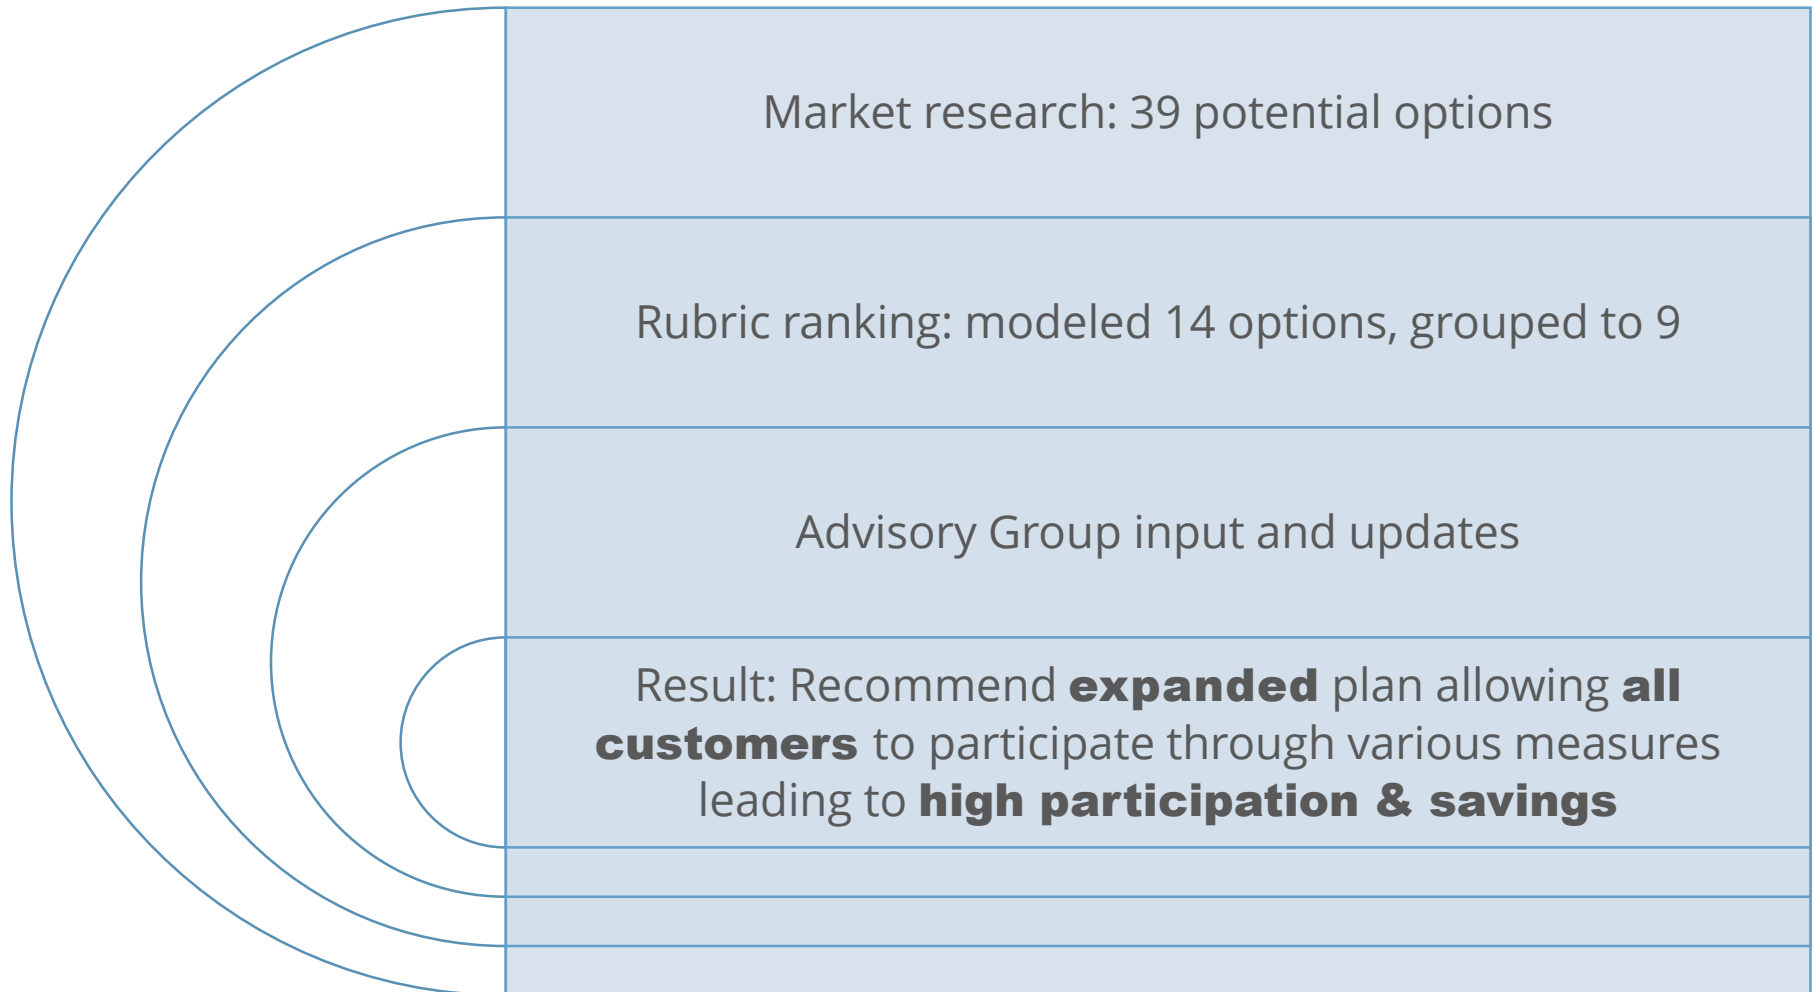 Market research: 39 potential options
Rubric ranking: modeled 14 options, grouped to 9
Advisory Group input and updates
Result: Recommend expanded plan allowing all
customers to participate through various measures
leading to high participation & savings